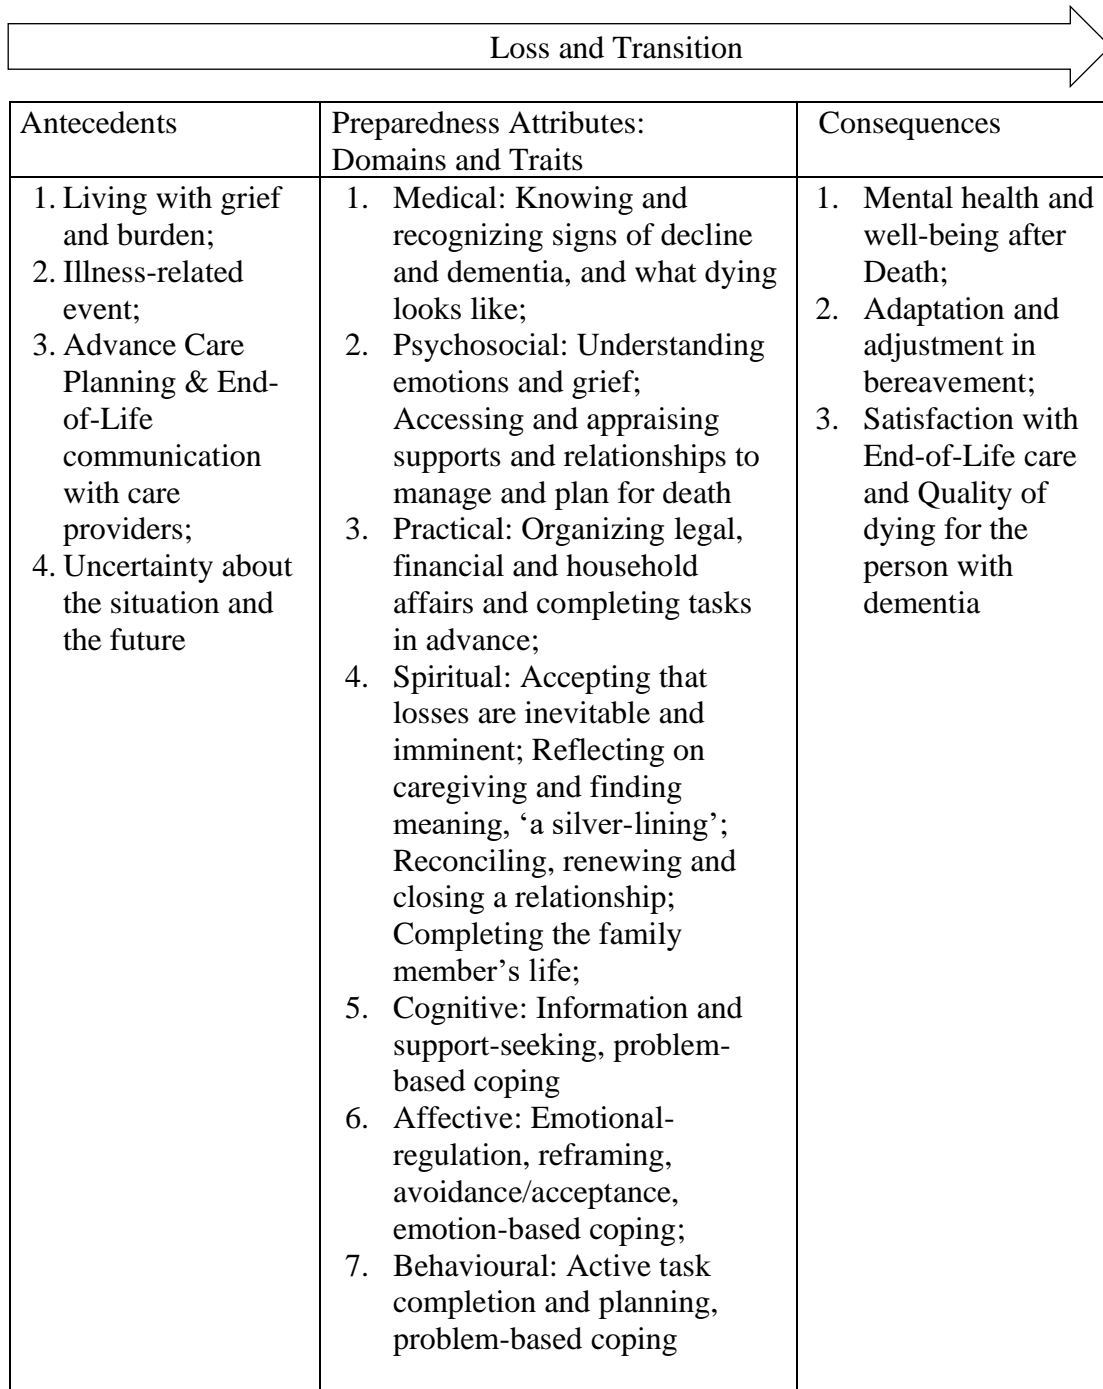 Loss and Transition
Antecedents
1. Living with grief
and burden;
2. Illness-related
event;
3. Advance Care
Planning & End-
of-Life
communication
with care
providers;
4. Uncertainty about
the situation and
the future
Preparedness Attributes:
Domains and Traits
1. Medical: Knowing and
recognizing signs of decline
and dementia, and what dying
looks like;
2. Psychosocial: Understanding
emotions and grief;
Accessing and appraising
supports and relationships to
manage and plan for death
3. Practical: Organizing legal,
financial and household
affairs and completing tasks
in advance;
4. Spiritual: Accepting that
losses are inevitable and
imminent; Reflecting on
caregiving and finding
meaning, ‘a silver-lining’;
Reconciling, renewing and
closing a relationship;
Completing the family
member’s life;
5. Cognitive: Information and
support-seeking, problem-
based coping
6. Affective: Emotional-
regulation, reframing,
avoidance/acceptance,
emotion-based coping;
7. Behavioural: Active task
completion and planning,
problem-based coping
Consequences
1. Mental health and
well-being after
Death;
2. Adaptation and
adjustment in
bereavement;
3. Satisfaction with
End-of-Life care
and Quality of
dying for the
person with
dementia